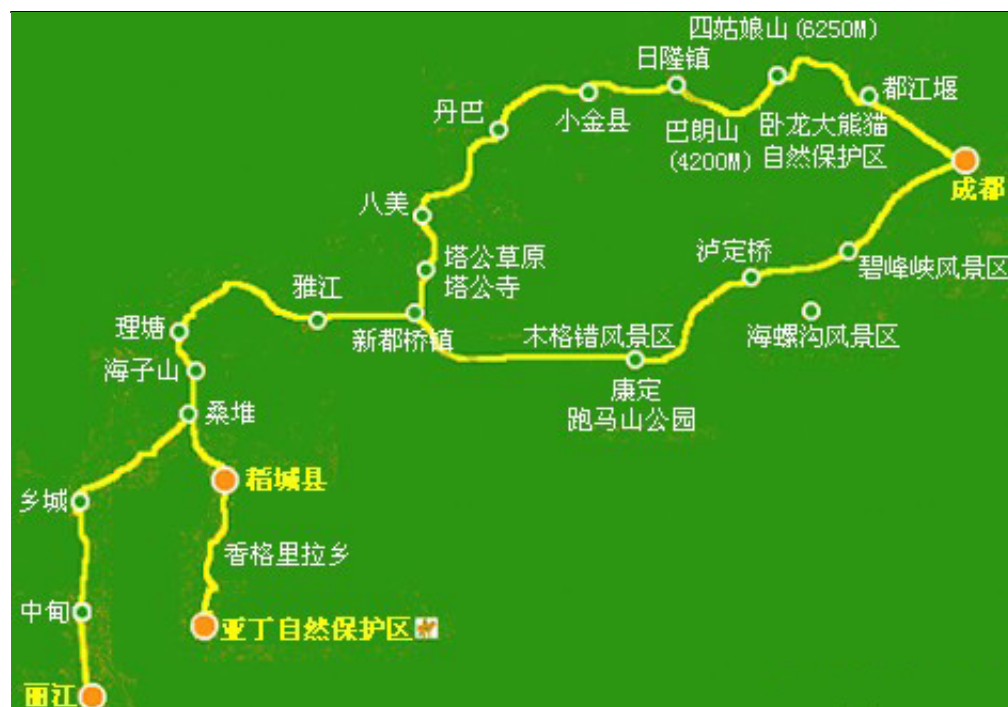 四姑娘山(6250M)
日隆镇
都江堰
丹巴
小金县
巴朗山
(4200M)
卧龙大熊猫
自然保护区
成都
八美
塔公草原
塔公寺
泸定桥
碧峰峡风景区
雅江
理塘
新都桥镇
木格错风景区
海螺沟风景区
海子山
康定
跑马山公园
桑堆
稻城县
乡城
香格里拉乡
中甸
亚丁自然保护区
丽江